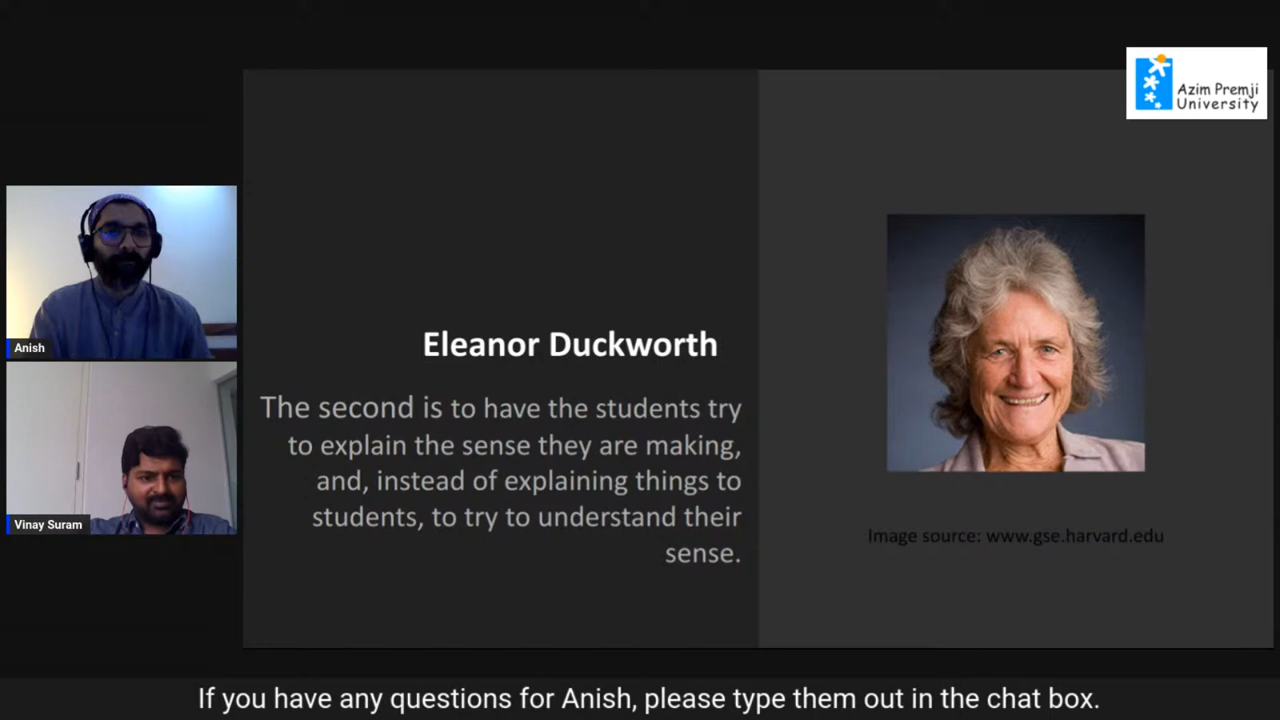 Azim Premji
University
Anish
Vinay Suram
Eleanor Duckworth
The second is to have the students try
to explain the sense they are making,
and, instead of explaining things to
students, to try to understand their
sense.
Image source: www.gse.harvard.edu
If you have any questions for Anish, please type them out in the chat box.